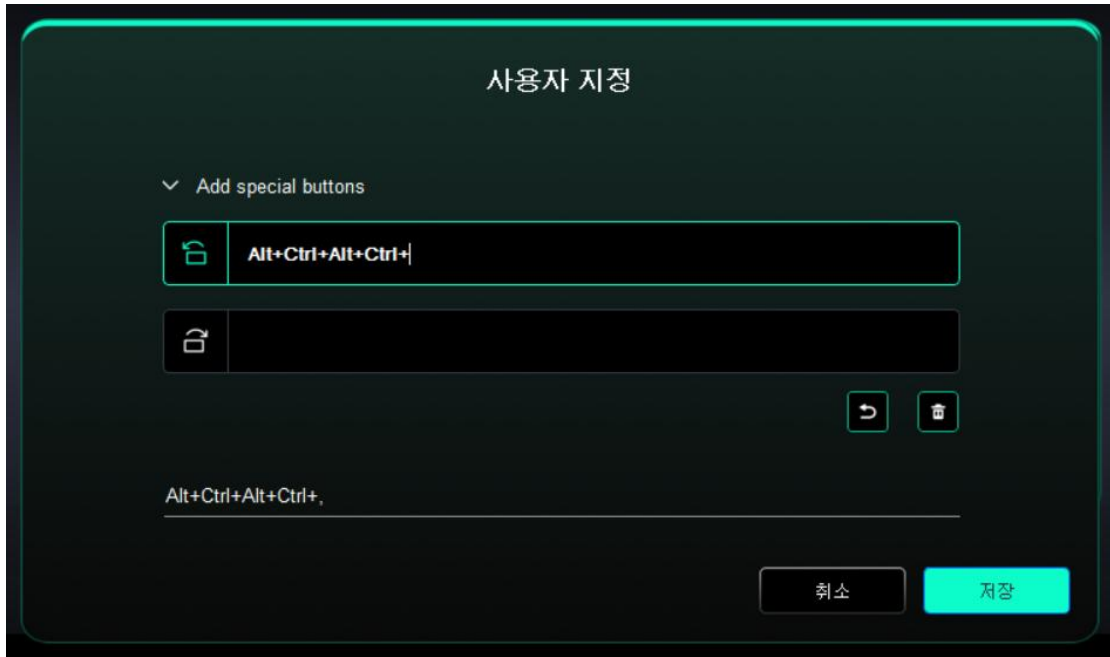 사용자 지정
Add special buttons
Alt+Ctrl+Alt+Ctrl+
Alt+Ctrl+Alt+Ctrl+,
취소
저장